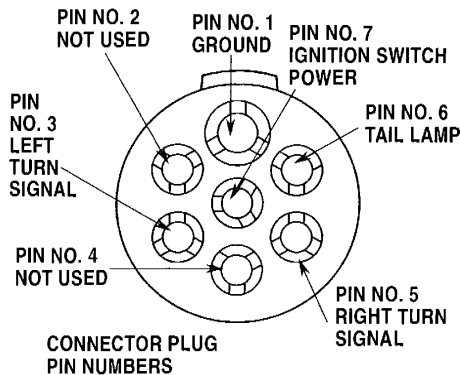 PIN NO. 2
NOT USED
PIN NO. 1
GROUND
PIN NO. 7
IGNITION SWITCH
POWER
PIN
NO. 3
LEFT
TURN
SIGNAL
PIN NO. 6
TAIL LAMP
PIN NO. 4
NOT USED
PIN NO. 5
RIGHT TURN
SIGNAL
CONNECTOR PLUG
PIN NUMBERS